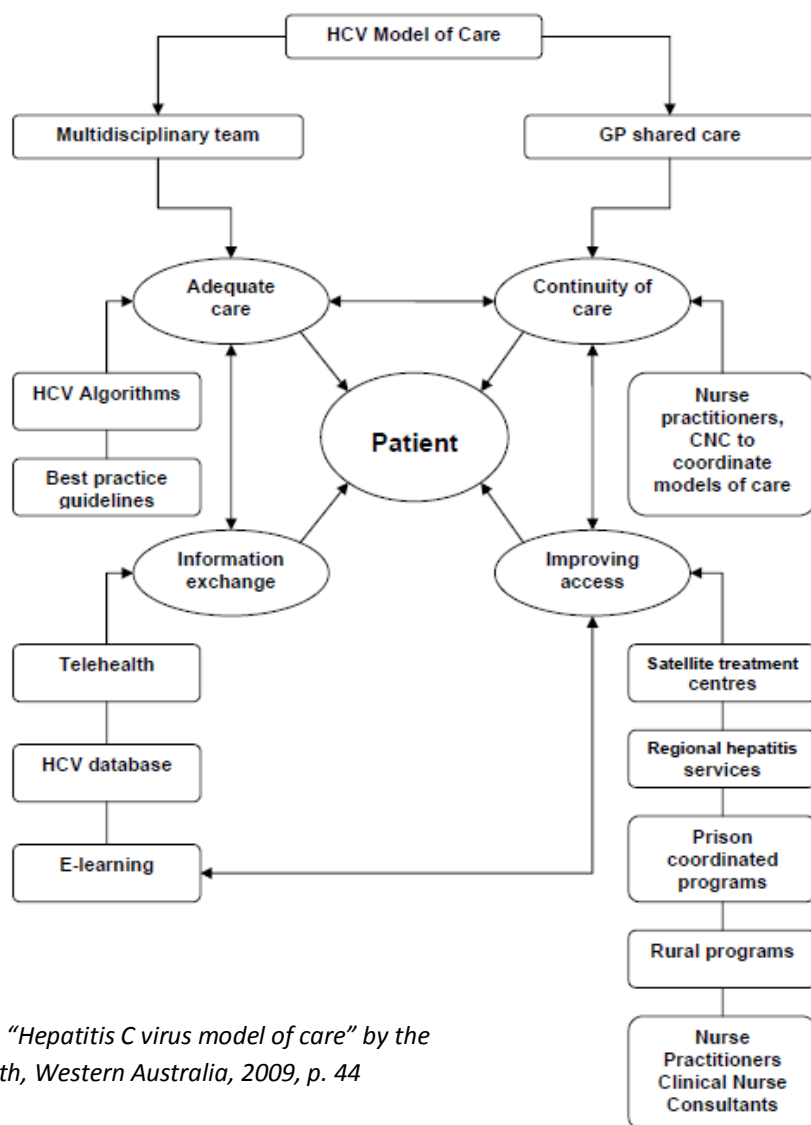 HCV Model of Care
Multidisciplinary team
GP shared care
Adequate
care
Continuity of
care
HCV Algorithms
Best practice
guidelines
Patient
Nurse
practitioners,
CNC to
coordinate
models of care
Information
exchange
Improving
access
Telehealth
HCV database
E-learning
Satellite treatment
centres
Regional hepatitis
services
Prison
coordinated
programs
Rural programs
Nurse
Practitioners
Clinical Nurse
Consultants
“Hepatitis C virus model of care” by the
th, Western Australia, 2009, p. 44